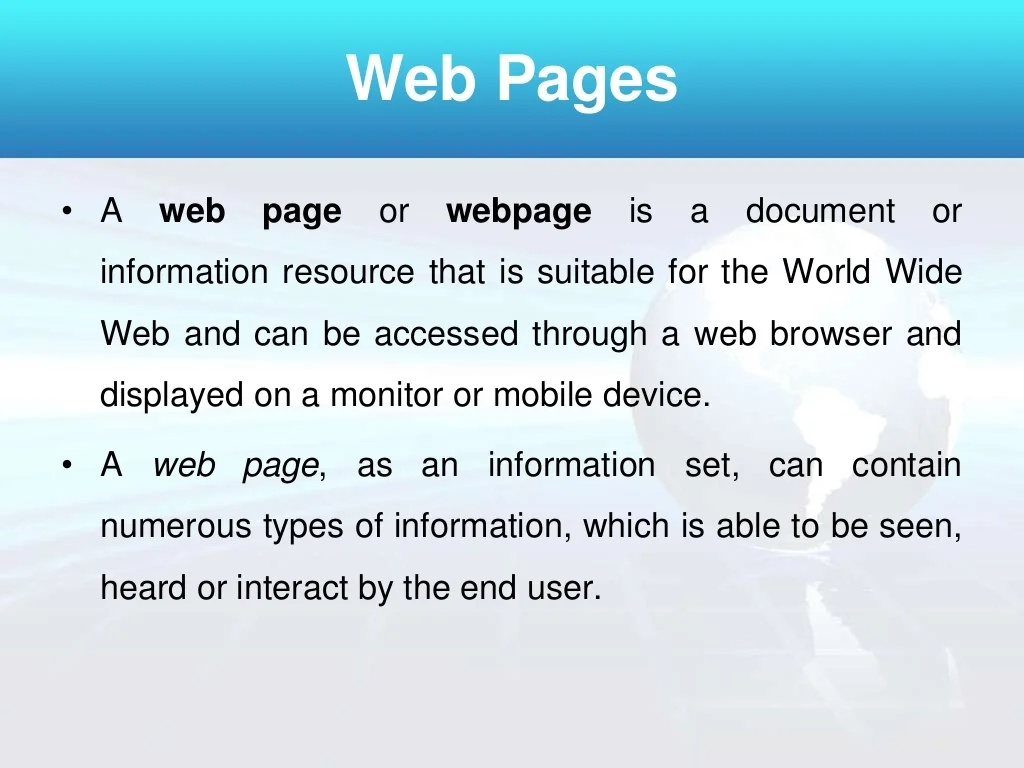 Web Pages
• A web page or webpage is a document or
information resource that is suitable for the World Wide
Web and can be accessed through a web browser and
displayed on a monitor or mobile device.
• A web page, as an information set, can contain
numerous types of information, which is able to be seen,
heard or interact by the end user.